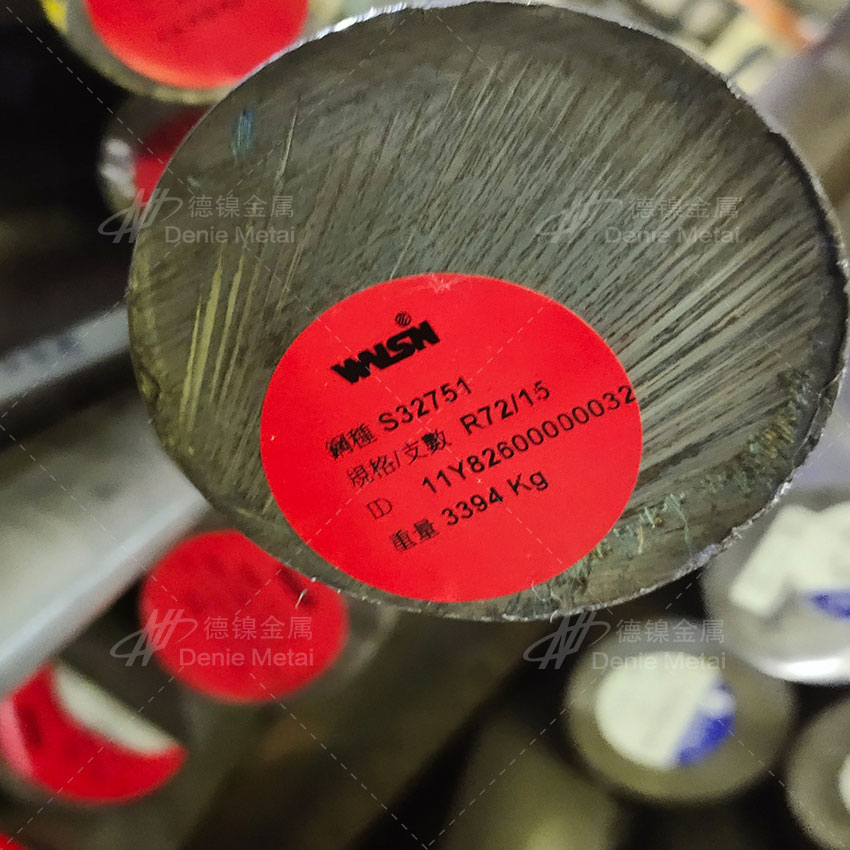 德镍金属
Denie Metal
德镍金属
Denie Metal
WALSN
鋼種 S32751
規格/支數 R72/15
ID 11Y82600000032
重量 3394 Kg
德镍金属
Denie Metal
德镍金属
Denie Metal